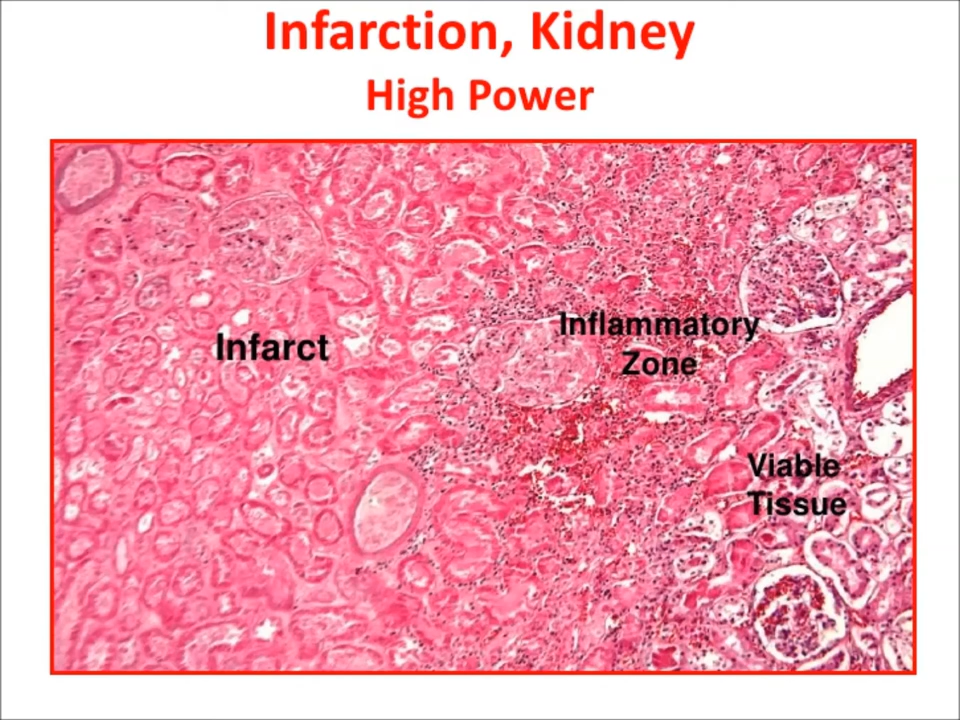 Infarction, Kidney
High Power
Infarct
Inflammatory
Zone
Viable
Tissue